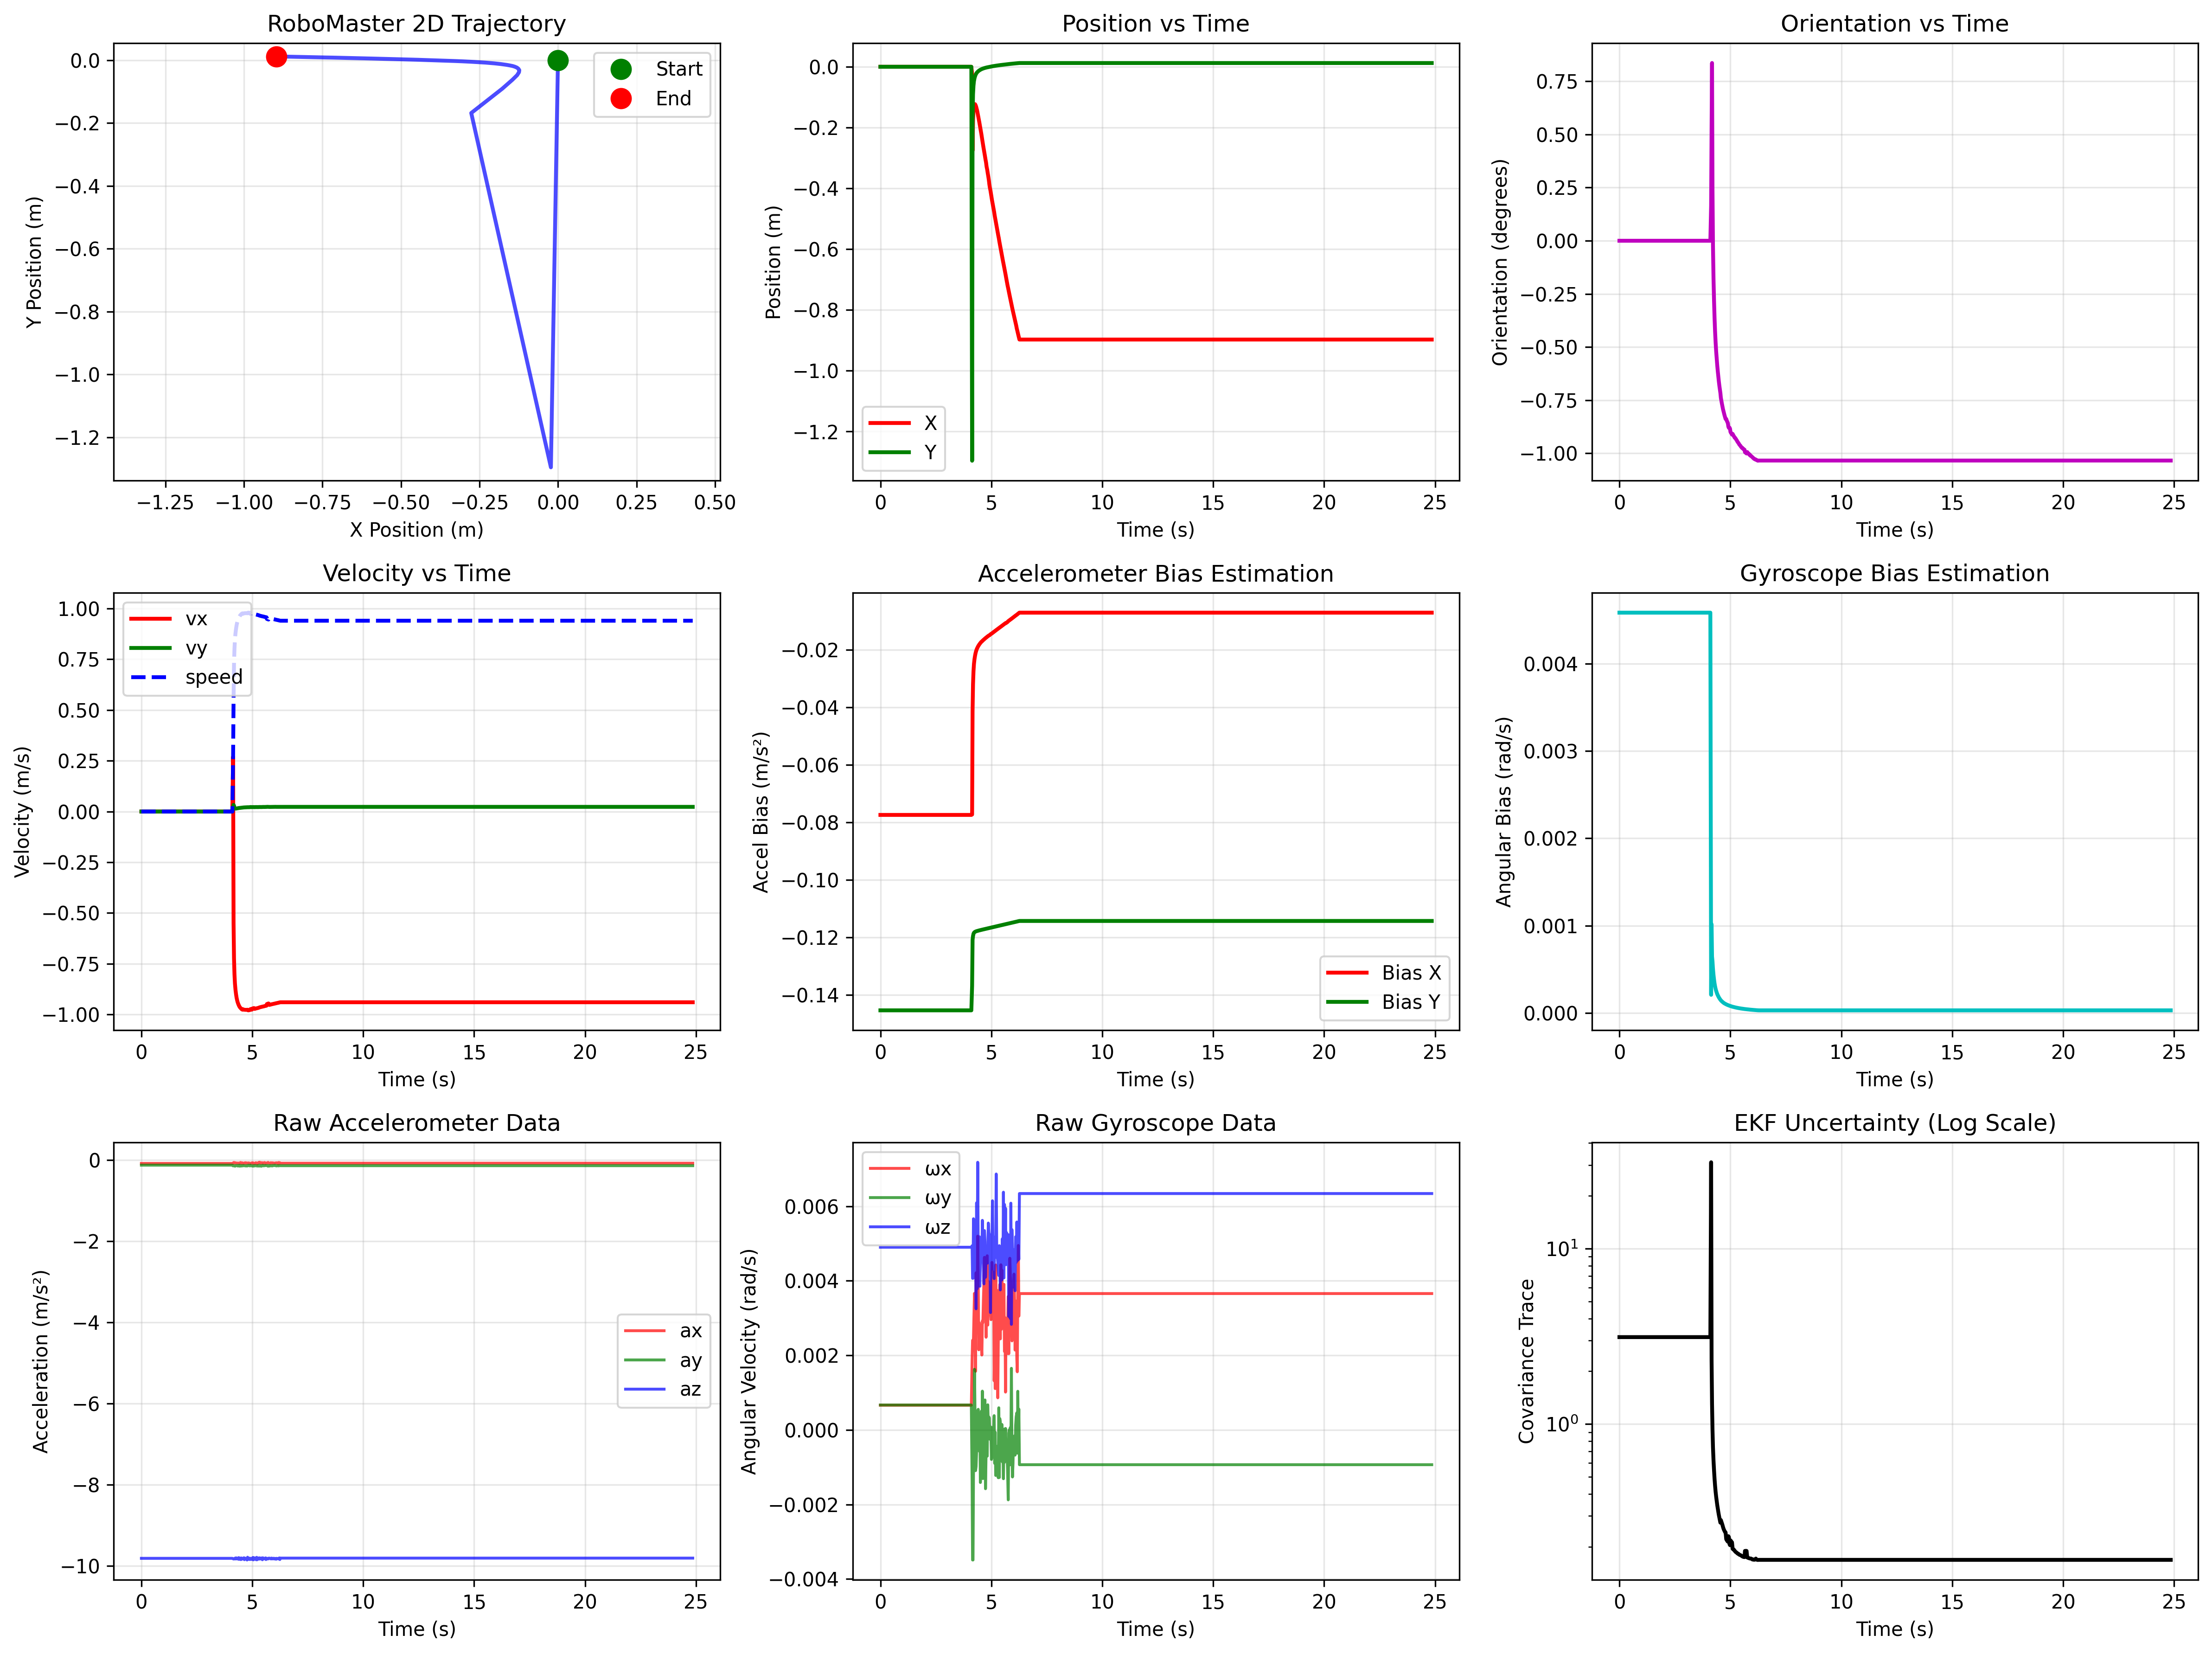 RoboMaster 2D Trajectory
Y Position (m)
0.0
−0.2
−0.4
−0.6
−0.8
−1.0
−1.2
Start
End
−1.25
−1.00
−0.75
−0.50
−0.25
0.00
0.25
0.50
X Position (m)
Position vs Time
Position (m)
0.0
−0.2
−0.4
−0.6
−0.8
−1.0
−1.2
X
Y
0
5
10
15
20
25
Time (s)
Orientation vs Time
Orientation (degrees)
0.75
0.50
0.25
0.00
−0.25
−0.50
−0.75
−1.00
0
5
10
15
20
25
Time (s)
Velocity vs Time
Velocity (m/s)
1.00
0.75
0.50
0.25
0.00
−0.25
−0.50
−0.75
−1.00
vx
vy
speed
0
5
10
15
20
25
Time (s)
Accelerometer Bias Estimation
Accel Bias (m/s²)
−0.02
−0.04
−0.06
−0.08
−0.10
−0.12
−0.14
Bias X
Bias Y
0
5
10
15
20
25
Time (s)
Gyroscope Bias Estimation
Angular Bias (rad/s)
0.004
0.003
0.002
0.001
0.000
0
5
10
15
20
25
Time (s)
Raw Accelerometer Data
Acceleration (m/s²)
0
−2
−4
−6
−8
−10
ax
ay
az
0
5
10
15
20
25
Time (s)
Raw Gyroscope Data
Angular Velocity (rad/s)
0.006
0.004
0.002
0.000
−0.002
−0.004
ωx
ωy
ωz
0
5
10
15
20
25
Time (s)
EKF Uncertainty (Log Scale)
Covariance Trace
10¹
10⁰
0
5
10
15
20
25
Time (s)